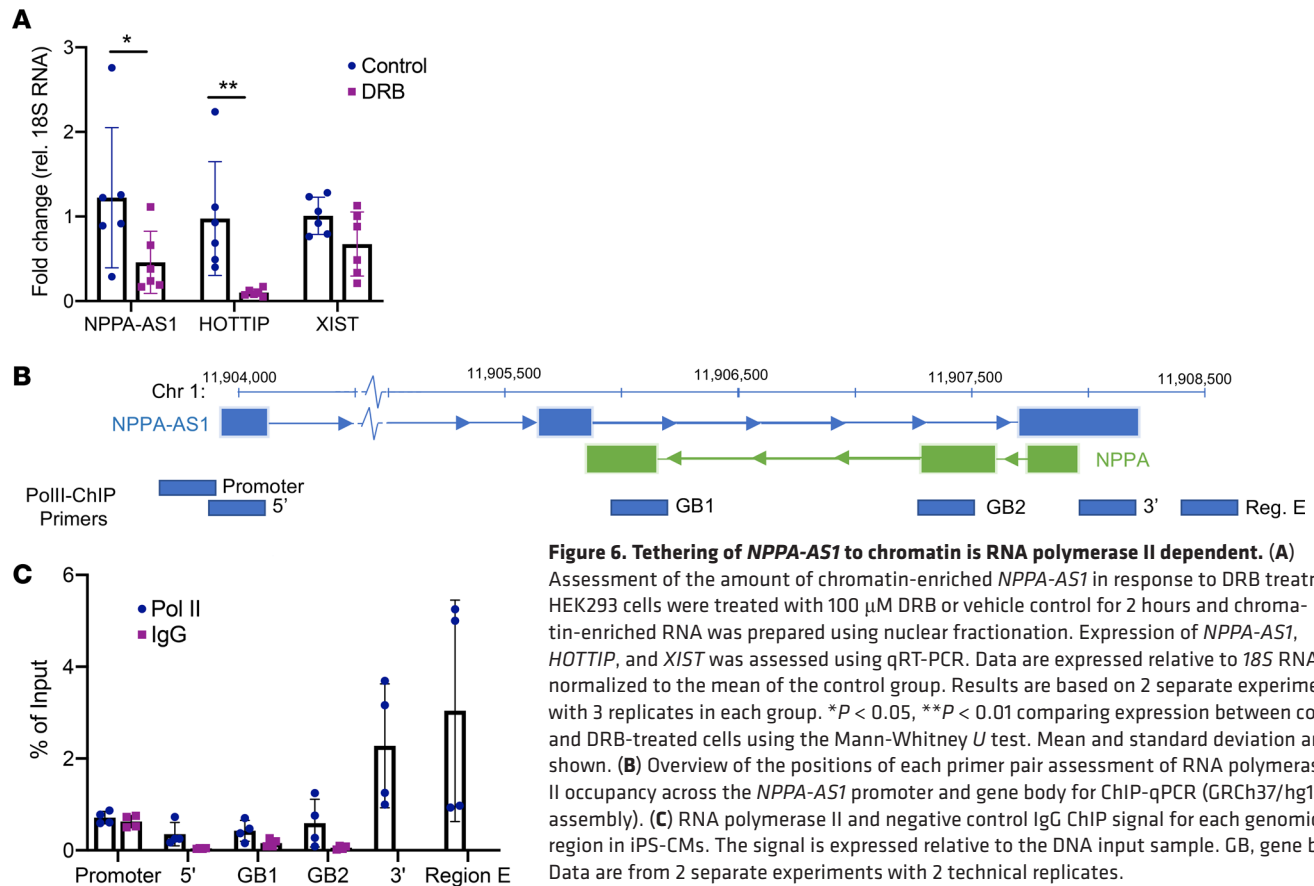 A
3
2
1
0
Fold change (rel. 18S RNA)
*
**
Control
DRB
NPPA-AS1
HOTTIP
XIST
B
Chr 1:
11,904,000
11,905,500
11,906,500
11,907,500
11,908,500
NPPA-AS1
NPPA
PolII-ChIP
Primers
Promoter
5'
GB1
GB2
3'
Reg. E
C
6
4
2
0
% of Input
Pol II
IgG
Promoter
5'
GB1
GB2
3'
Region E
Figure 6. Tethering of NPPA-AS1 to chromatin is RNA polymerase II dependent. (A)
Assessment of the amount of chromatin-enriched NPPA-AS1 in response to DRB treatm
HEK293 cells were treated with 100 μM DRB or vehicle control for 2 hours and chroma-
tin-enriched RNA was prepared using nuclear fractionation. Expression of NPPA-AS1,
HOTTIP, and XIST was assessed using qRT-PCR. Data are expressed relative to 18S RNA
normalized to the mean of the control group. Results are based on 2 separate experime
with 3 replicates in each group. *P < 0.05, **P < 0.01 comparing expression between co
and DRB-treated cells using the Mann-Whitney U test. Mean and standard deviation ar
shown. (B) Overview of the positions of each primer pair assessment of RNA polymeras
II occupancy across the NPPA-AS1 promoter and gene body for ChIP-qPCR (GRCh37/hg1
assembly). (C) RNA polymerase II and negative control IgG ChIP signal for each genomic
region in iPS-CMs. The signal is expressed relative to the DNA input sample. GB, gene b
Data are from 2 separate experiments with 2 technical replicates.